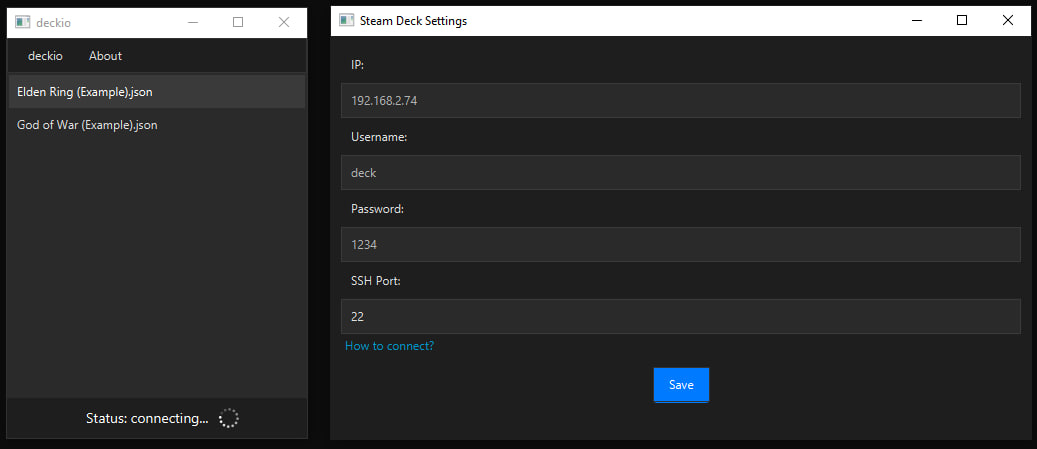 deckio
deckio About
Elden Ring (Example).json
God of War (Example).json
Status: connecting...
Steam Deck Settings
IP:
192.168.2.74
Username:
deck
Password:
1234
SSH Port:
22
How to connect?
Save